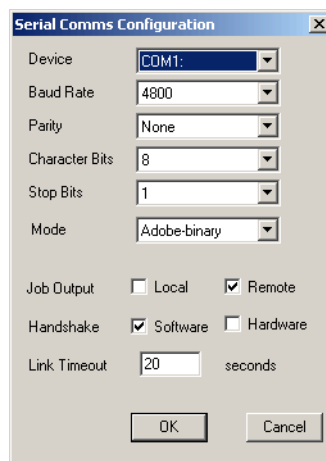 Serial Comms Configuration
Device COM1:
Baud Rate 4800
Parity None
Character Bits 8
Stop Bits 1
Mode Adobe-binary
Job Output Local Remote
Handshake Software Hardware
Link Timeout 20 seconds
OK Cancel